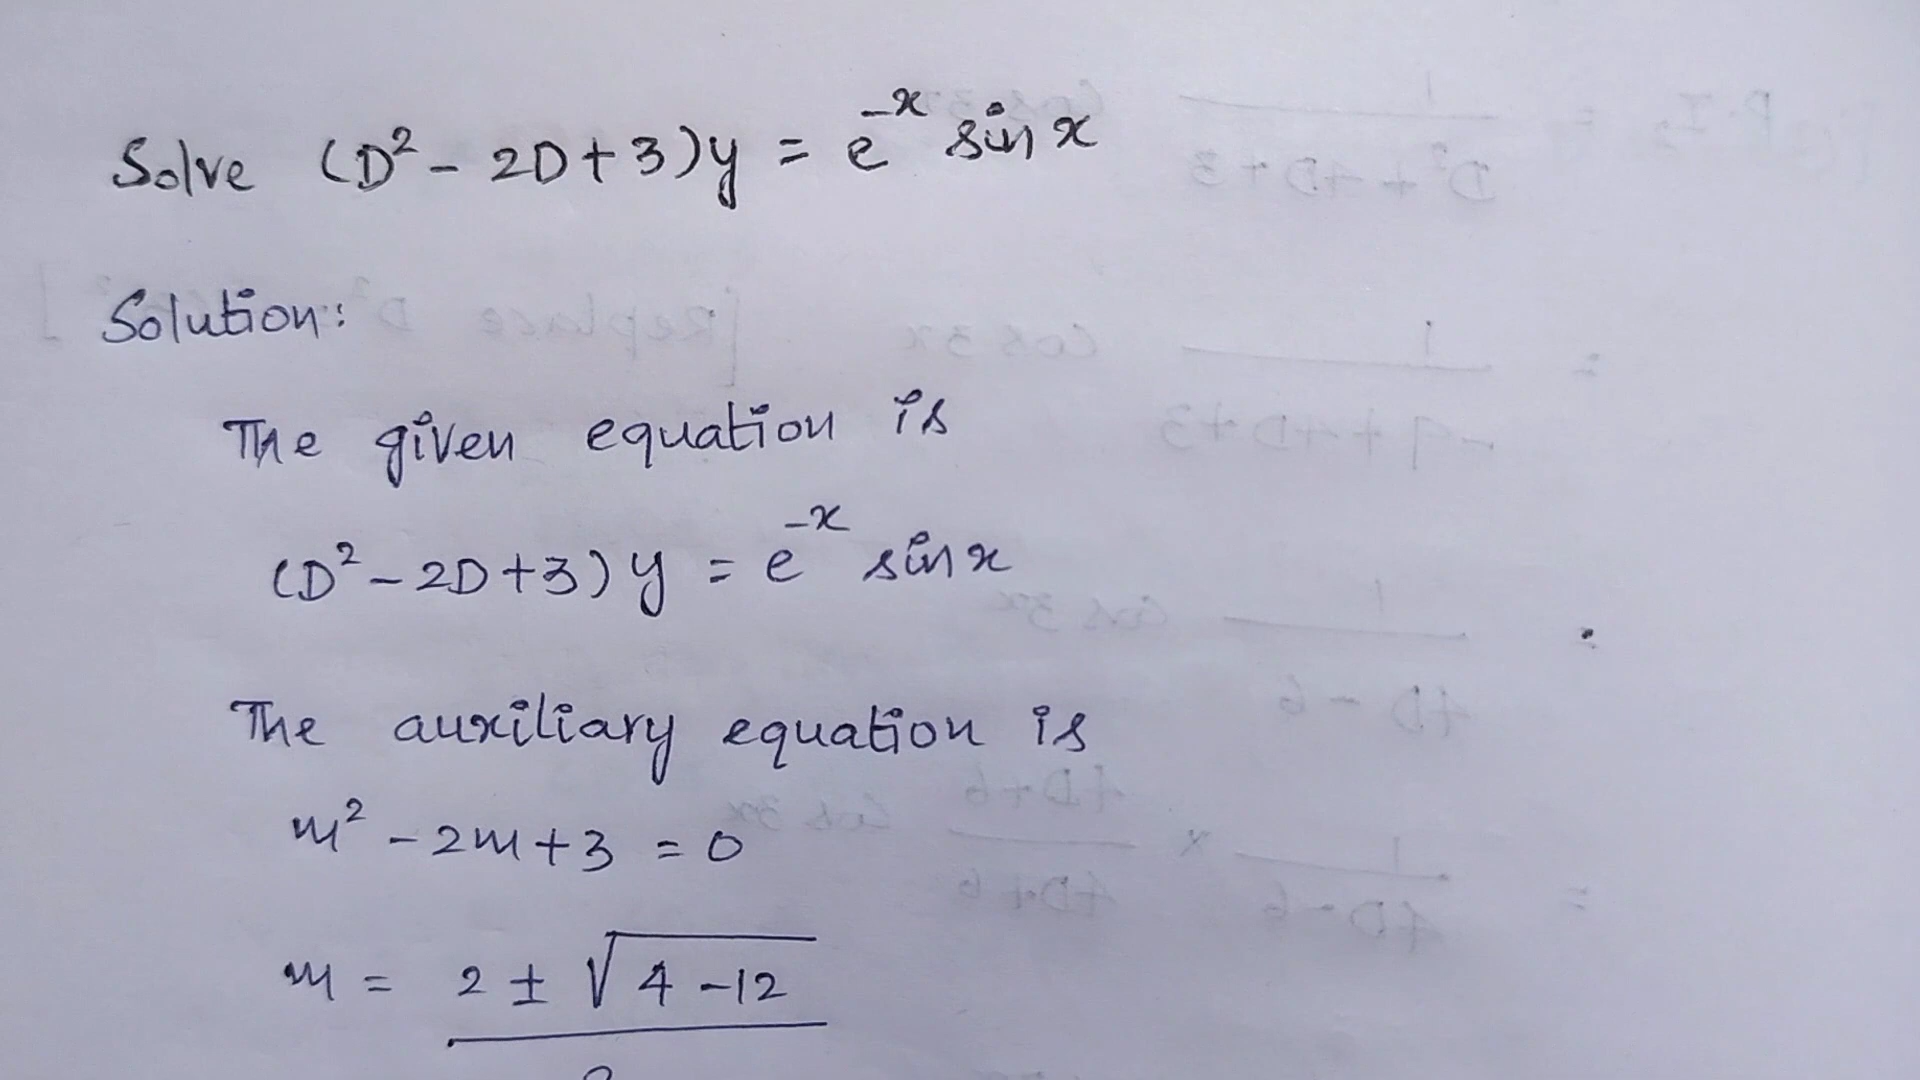 Solve (D² - 2D + 3)y = e⁻ˣ sin x
Solution:
The given equation is
(D² - 2D + 3) y = e⁻ˣ sin x
The auxiliary equation is
m² - 2m + 3 = 0
m = 2 ± √4 - 12